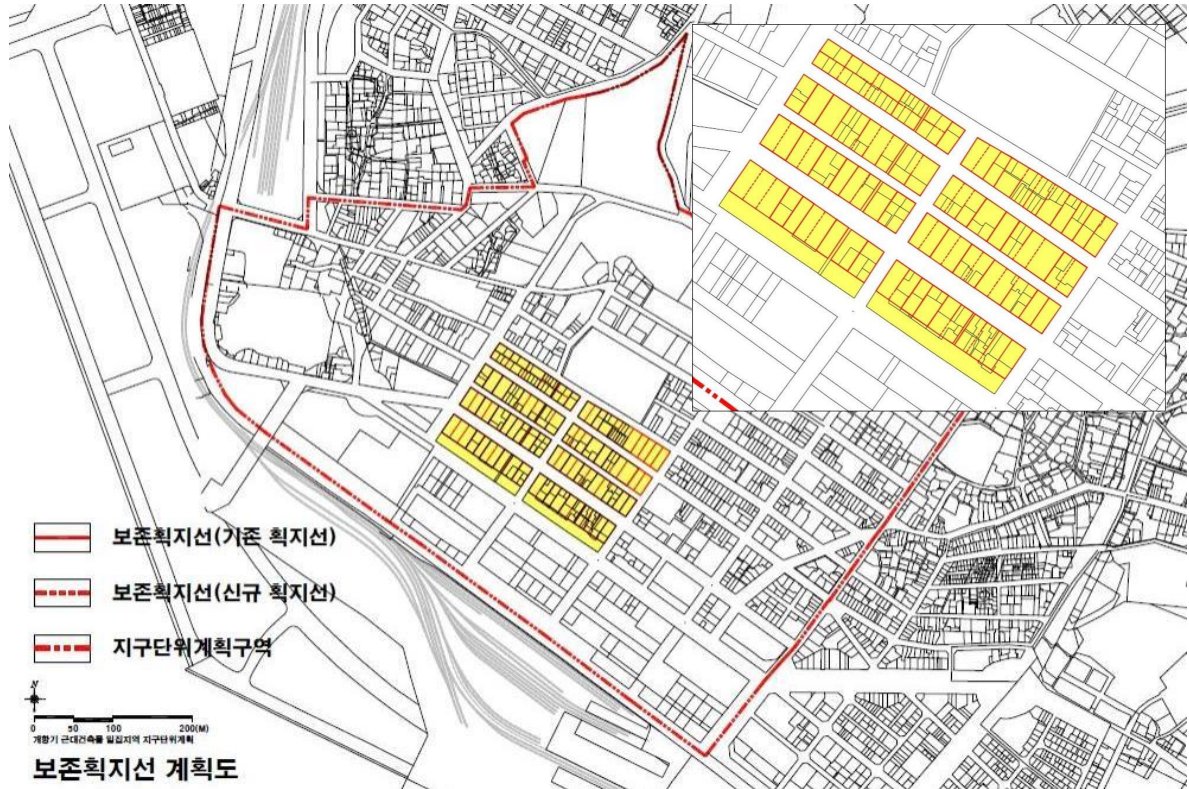 보존획지선(기존 획지선)
보존획지선(신규 획지선)
지구단위계획구역
N
0 50 100 200(M)
개항기 근대건축물 밀집지역 지구단위계획
보존획지선 계획도